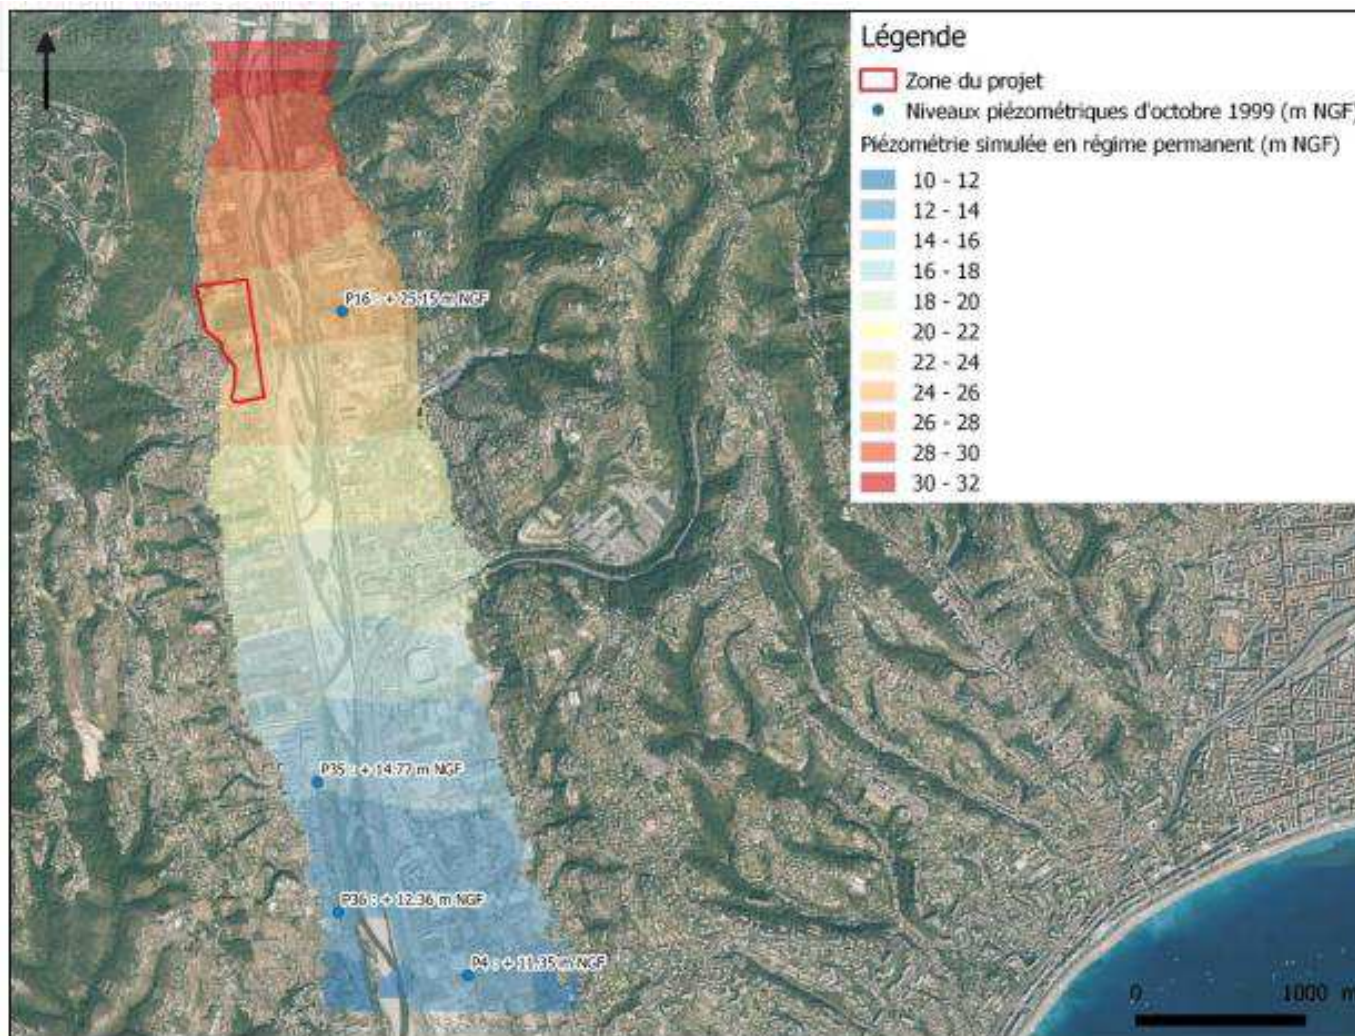 Légende
Zone du projet
Niveaux piézométriques d'octobre 1999 (m NGF)
Piézométrie simulée en régime permanent (m NGF)
10 - 12
12 - 14
14 - 16
16 - 18
18 - 20
20 - 22
22 - 24
24 - 26
26 - 28
28 - 30
30 - 32
P16 : + 25.15 m NGF
P35 : + 14.77 m NGF
P36 : + 12.36 m NGF
P4 : + 11.35 m NGF
0 1000 m